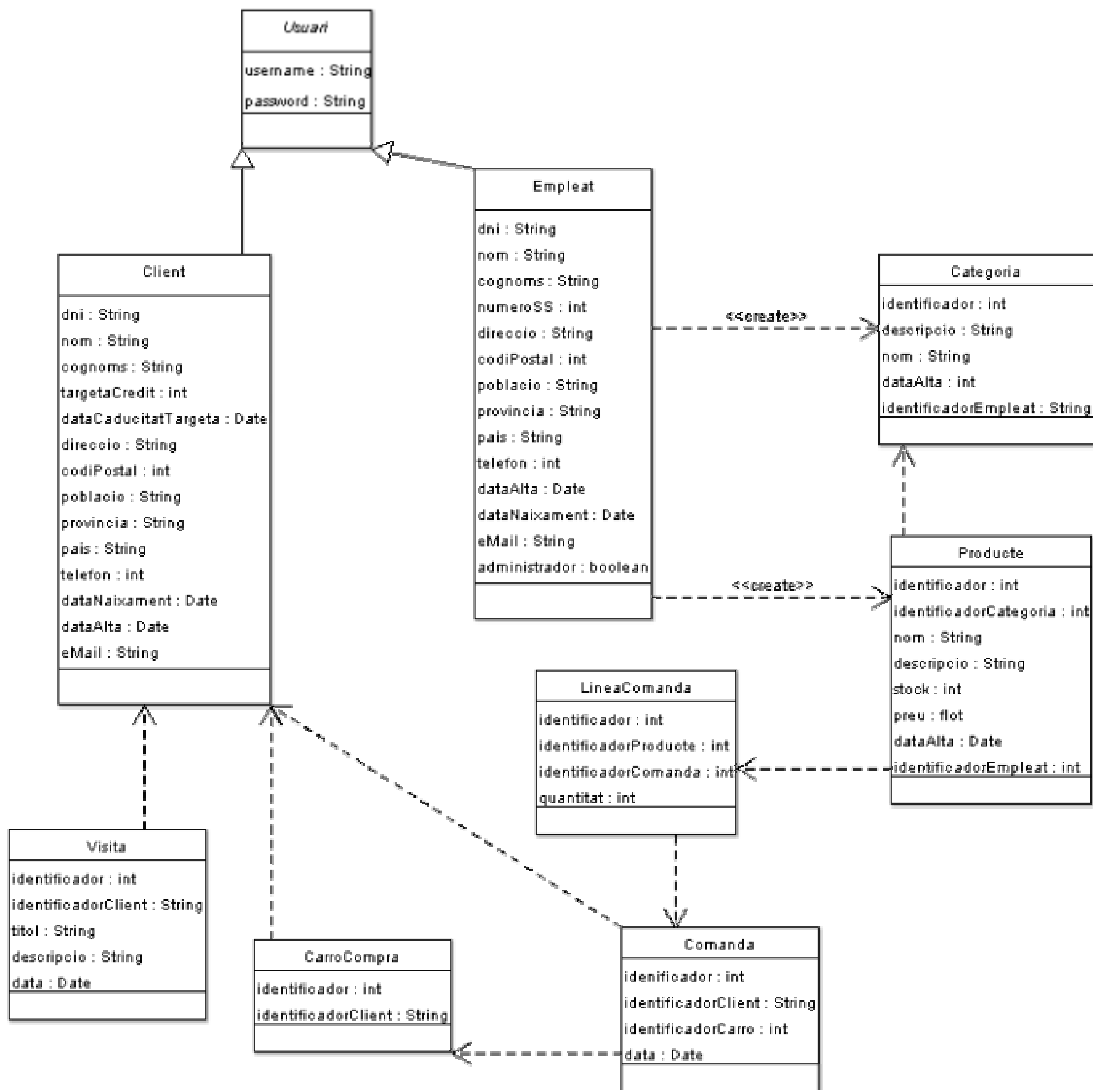 Usuari
username : String
password : String
Empleat
dni : String
nom : String
cognoms : String
numeroSS : int
direccio : String
codiPostal : int
poblacio : String
provincia : String
pais : String
telefon : int
dataAlta : Date
dataNaixament : Date
eMail : String
administrador : boolean
Client
dni : String
nom : String
cognoms : String
targetaCredit : int
dataCaducitatTargeta : Date
direccio : String
codiPostal : int
poblacio : String
provincia : String
pais : String
telefon : int
dataNaixament : Date
dataAlta : Date
eMail : String
<<create>>
Categoria
identificador : int
descripcio : String
nom : String
dataAlta : int
identificadorEmpleat : String
<<create>>
Producte
identificador : int
identificadorCategoria : int
nom : String
descripcio : String
stock : int
preu : flot
dataAlta : Date
identificadorEmpleat : int
LineaComanda
identificador : int
identificadorProducte : int
identificadorComanda : int
quantitat : int
Visita
identificador : int
identificadorClient : String
titol : String
descripcio : String
data : Date
CarroCompra
identificador : int
identificadorClient : String
Comanda
idenificador : int
identificadorClient : String
identificadorCarro : int
data : Date